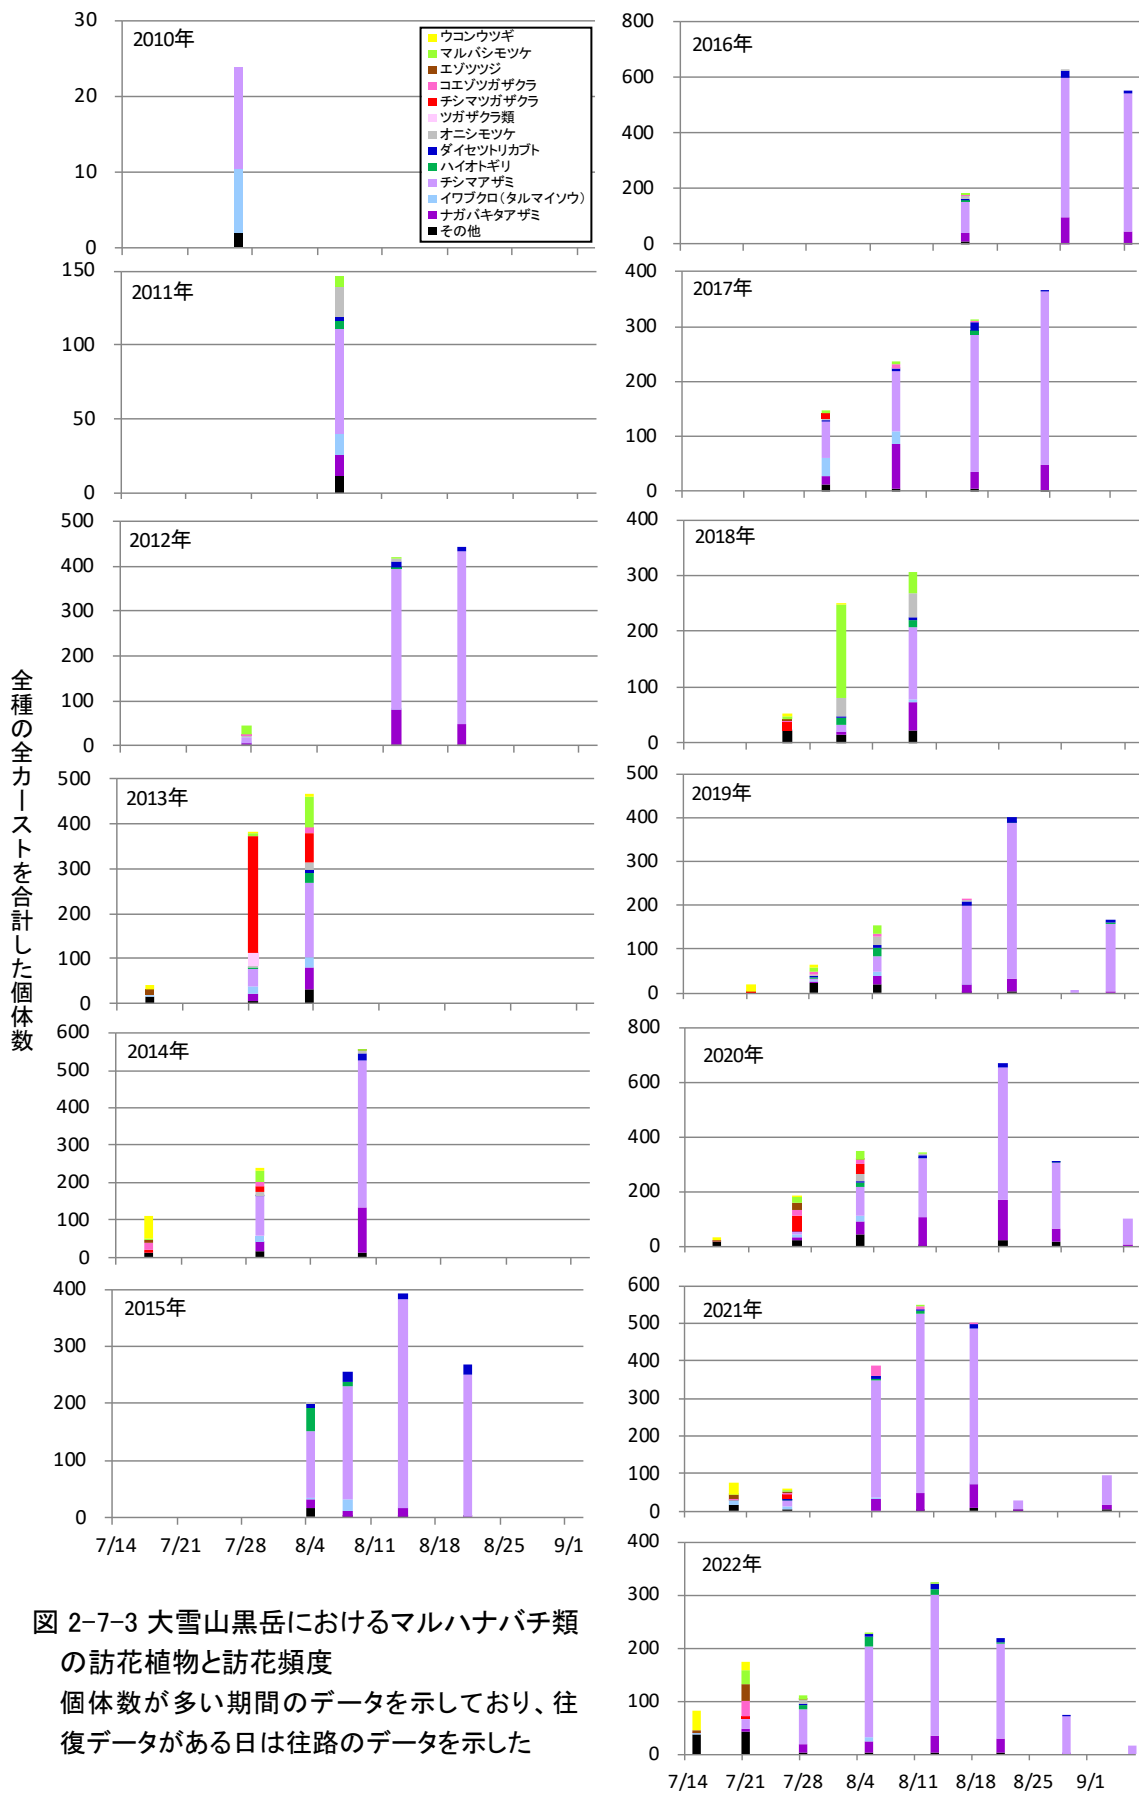 全種の全カーストを合計した個体数
2010年
30
20
10
0
ウコンウツギ
マルバシモツケ
エゾツツジ
コエゾツガザクラ
チシマツガザクラ
ツガザクラ類
オニシモツケ
ダイセツトリカブト
ハイオトギリ
チシマアザミ
イワブクロ(タルマイソウ)
ナガバキタアザミ
その他
2011年
150
100
50
0
2012年
500
400
300
200
100
0
2013年
500
400
300
200
100
0
2014年
600
500
400
300
200
100
0
2015年
400
300
200
100
0
7/14 7/21 7/28 8/4 8/11 8/18 8/25 9/1
2016年
800
600
400
200
0
2017年
400
300
200
100
0
2018年
400
300
200
100
0
2019年
500
400
300
200
100
0
2020年
800
600
400
200
0
2021年
600
500
400
300
200
100
0
2022年
400
300
200
100
0
7/14 7/21 7/28 8/4 8/11 8/18 8/25 9/1
図 2-7-3 大雪山黒岳におけるマルハナバチ類
の訪花植物と訪花頻度
個体数が多い期間のデータを示しており、往
復データがある日は往路のデータを示した